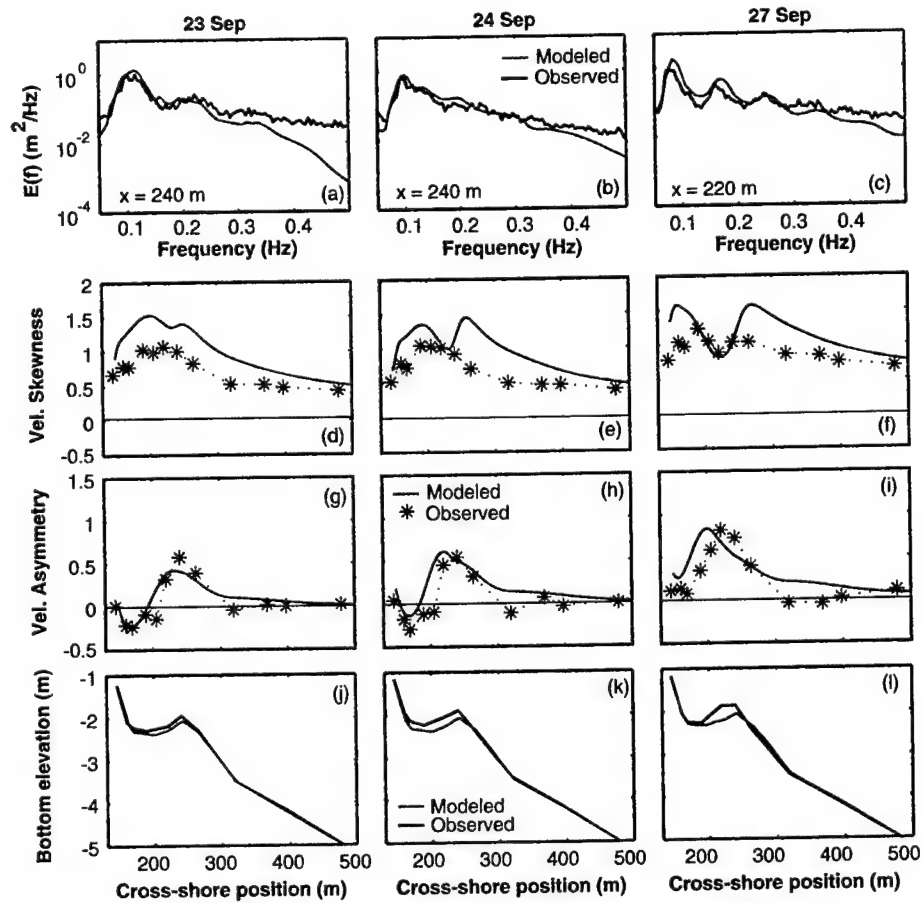 23 Sep
24 Sep
27 Sep
E(f) (m²/Hz)
10⁰
10⁻²
10⁻⁴
x = 240 m
(a)
Modeled
Observed
x = 240 m
(b)
x = 220 m
(c)
0.1 0.2 0.3 0.4
0.1 0.2 0.3 0.4
0.1 0.2 0.3 0.4
Frequency (Hz)
Frequency (Hz)
Frequency (Hz)
Vel. Skewness
2
1.5
1
0.5
0
-0.5
(d)
(e)
(f)
Vel. Asymmetry
1.5
1
0.5
0
-0.5
(g)
Modeled
Observed
(h)
(i)
Bottom elevation (m)
-1
-2
-3
-4
-5
(j)
(k)
Modeled
Observed
(l)
200 300 400 500
200 300 400 500
200 300 400 500
Cross-shore position (m)
Cross-shore position (m)
Cross-shore position (m)